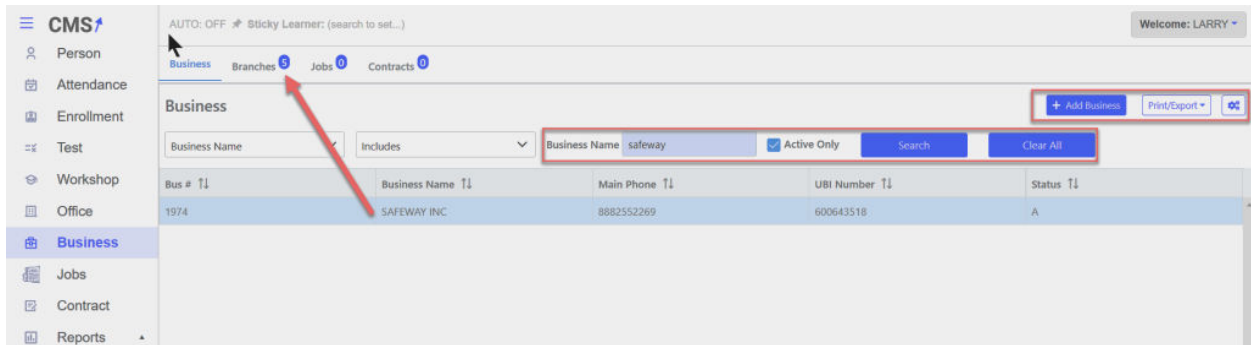 CMS
AUTO: OFF Sticky Learner: (search to set...)
Welcome: LARRY
Person
Attendance
Enrollment
Test
Workshop
Office
Business
Jobs
Contract
Reports
Business Branches 5 Jobs 0 Contracts 0
Business
+ Add Business Print/Export
Business Name Includes Business Name safeway Active Only Search Clear All
Bus # Business Name Main Phone UBI Number Status
1974 SAFEWAY INC 8882552269 600643518 A